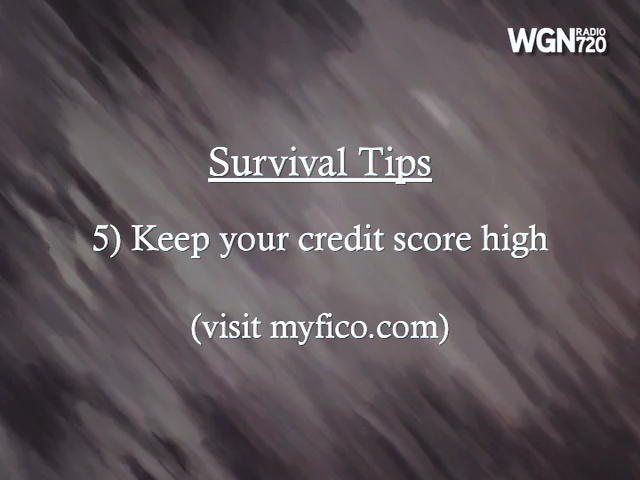 WGN RADIO 720
Survival Tips
5) Keep your credit score high
(visit myfico.com)